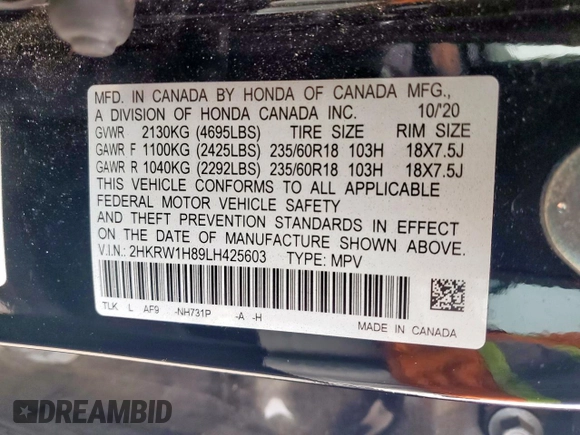 MFD. IN CANADA BY HONDA OF CANADA MFG.,
A DIVISION OF HONDA CANADA INC. 10/'20
GVWR 2130KG (4695LBS) TIRE SIZE RIM SIZE
GAWR F 1100KG (2425LBS) 235/60R18 103H 18X7.5J
GAWR R 1040KG (2292LBS) 235/60R18 103H 18X7.5J
THIS VEHICLE CONFORMS TO ALL APPLICABLE
FEDERAL MOTOR VEHICLE SAFETY
AND THEFT PREVENTION STANDARDS IN EFFECT
ON THE DATE OF MANUFACTURE SHOWN ABOVE.
V.I.N.: 2HKRW1H89LH425603 TYPE: MPV
TLK L AF9 -NH731P -A -H
MADE IN CANADA
DREAMBID